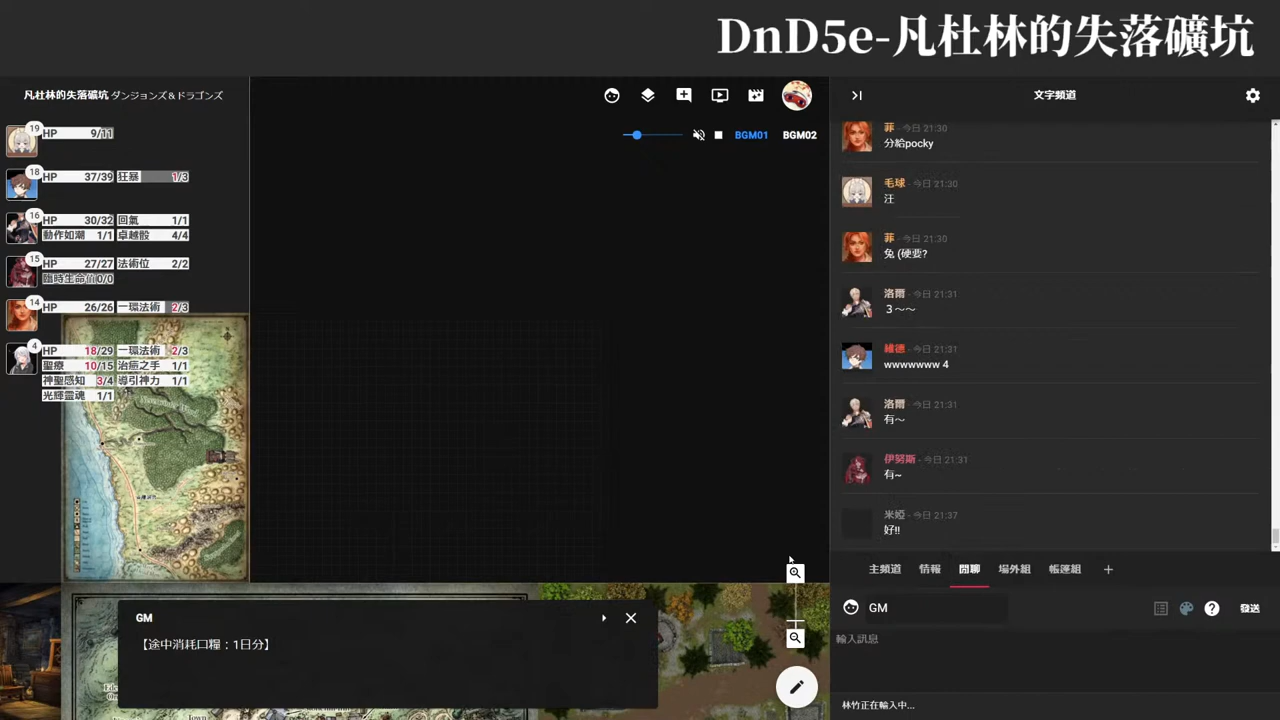 DnD5e-凡杜林的失落礦坑
凡杜林的失落礦坑 ダンジョンズ&ドラゴンズ
19
HP 9/11
18
HP 37/39 狂暴 1/3
16
HP 30/32 回氣 1/1
動作如潮 1/1 卓越骰 4/4
15
HP 27/27 法術位 2/2
臨時生命值 0/0
14
HP 26/26 一環法術 2/3
4
HP 18/29 一環法術 2/3
聖療 10/15 治癒之手 1/1
神聖感知 3/4 導引神力 1/1
光輝靈魂 1/1
BGM01 BGM02
文字頻道
菲 - 今日 21:30
分給pocky
毛球 - 今日 21:30
汪
菲 - 今日 21:30
兔 (硬要?
洛爾 - 今日 21:31
３～～
維德 - 今日 21:31
wwwwwww 4
洛爾 - 今日 21:31
有～
伊努斯 - 今日 21:31
有~
米婭 - 今日 21:37
好!!
主頻道 情報 閒聊 場外組 帳篷組 +
GM
發送
輸入訊息
林竹正在輸入中...
GM
【途中消耗口糧：1日分】